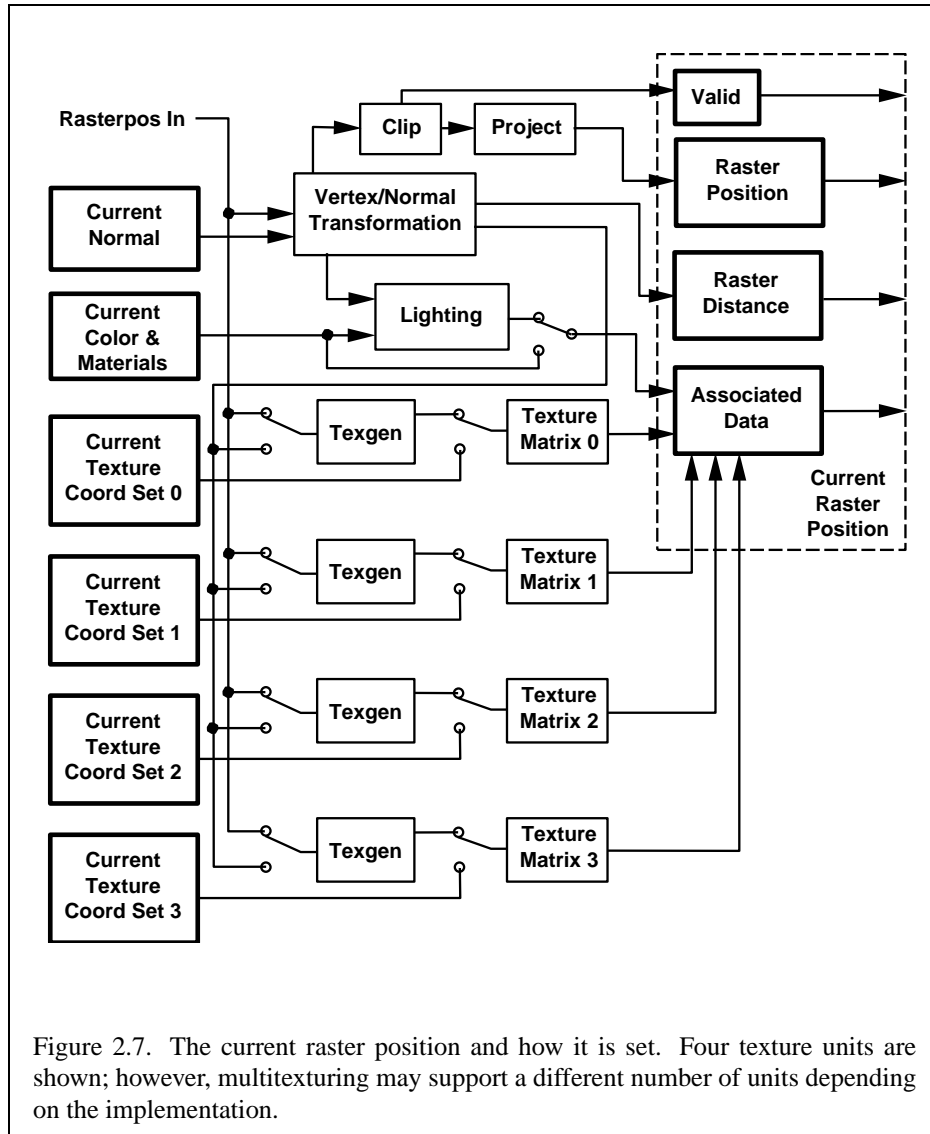 Rasterpos In
Clip
Project
Valid
Raster
Position
Current
Normal
Vertex/Normal
Transformation
Raster
Distance
Current
Color &
Materials
Lighting
Associated
Data
Current
Raster
Position
Current
Texture
Coord Set 0
Texgen
Texture
Matrix 0
Current
Texture
Coord Set 1
Texgen
Texture
Matrix 1
Current
Texture
Coord Set 2
Texgen
Texture
Matrix 2
Current
Texture
Coord Set 3
Texgen
Texture
Matrix 3
Figure 2.7. The current raster position and how it is set. Four texture units are
shown; however, multitexturing may support a different number of units depending
on the implementation.